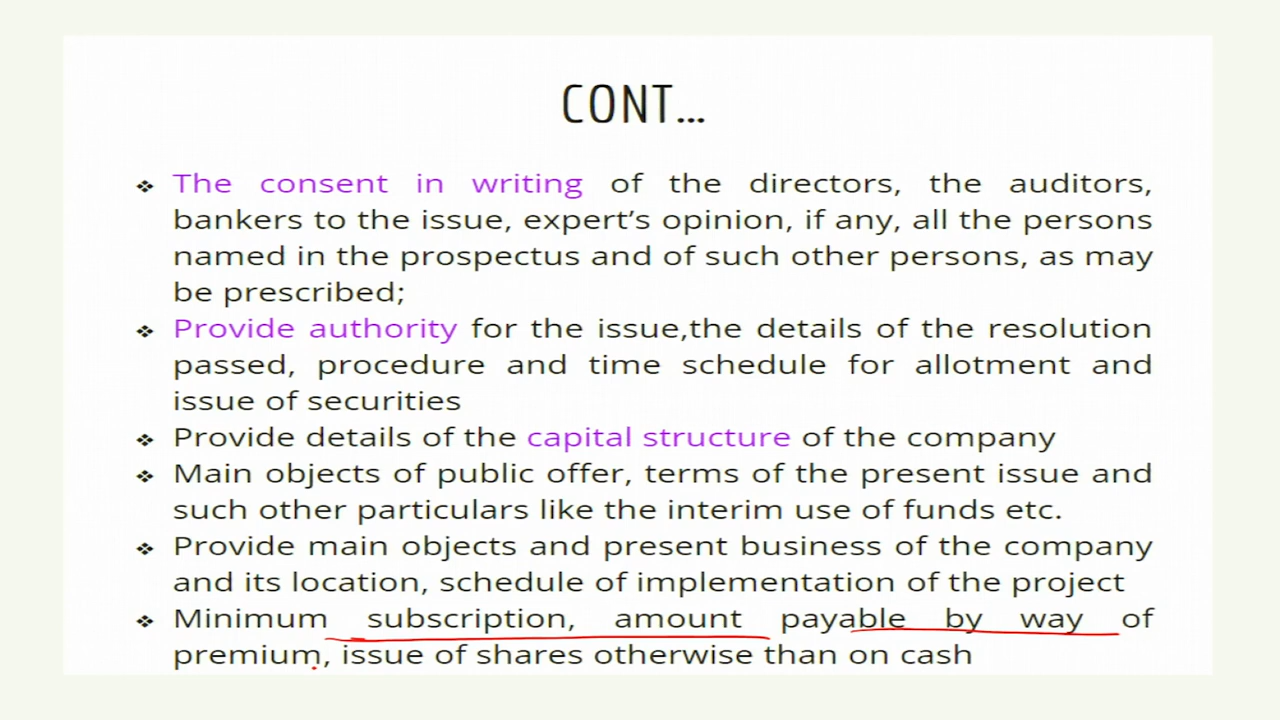 CONT...
❖ The consent in writing of the directors, the auditors,
bankers to the issue, expert’s opinion, if any, all the persons
named in the prospectus and of such other persons, as may
be prescribed;
❖ Provide authority for the issue,the details of the resolution
passed, procedure and time schedule for allotment and
issue of securities
❖ Provide details of the capital structure of the company
❖ Main objects of public offer, terms of the present issue and
such other particulars like the interim use of funds etc.
❖ Provide main objects and present business of the company
and its location, schedule of implementation of the project
❖ Minimum subscription, amount payable by way of
premium, issue of shares otherwise than on cash